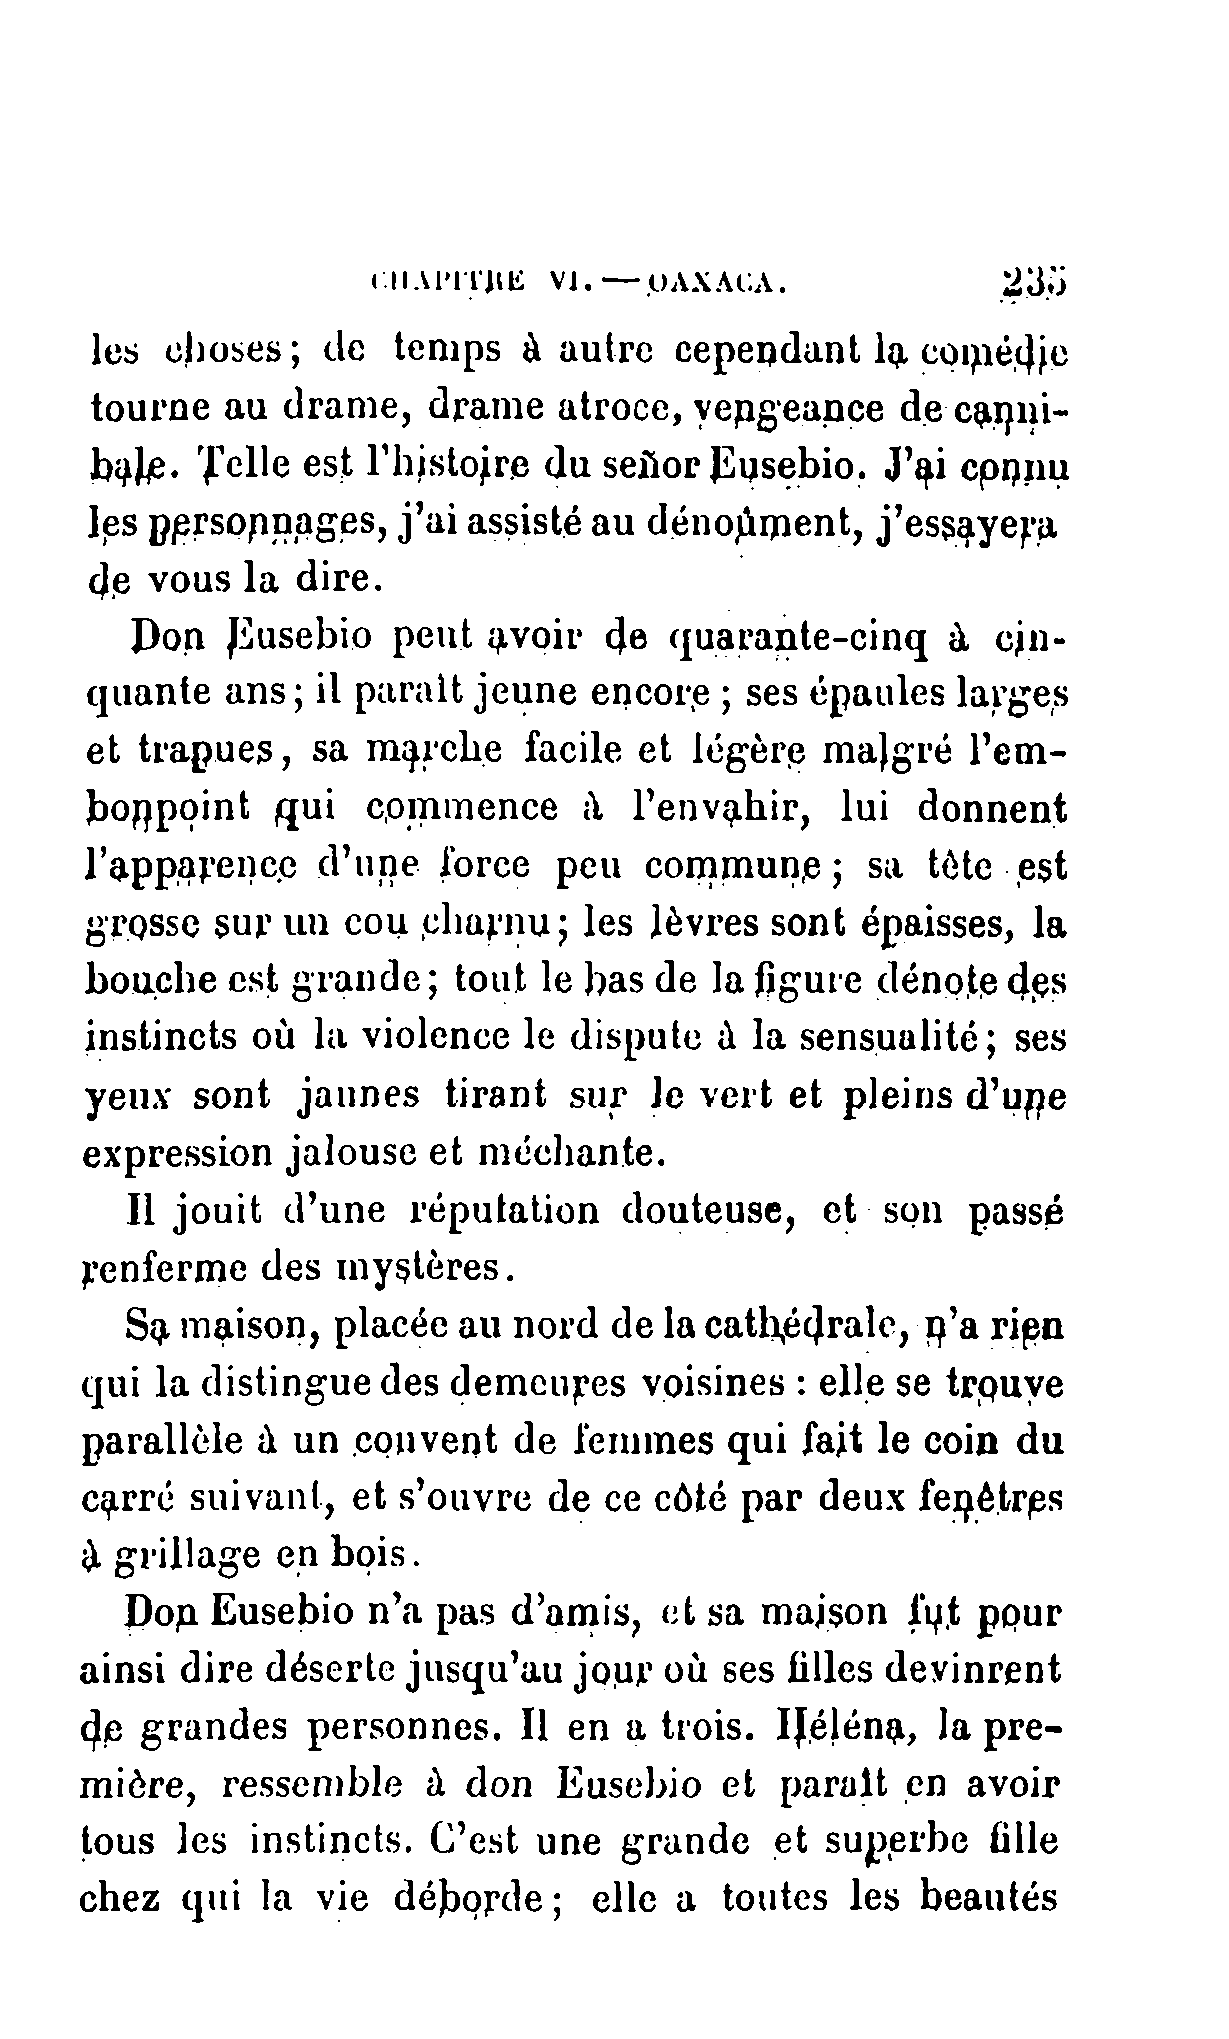 CHAPITRE VI. — OAXACA. 235
les choses; de temps à autre cependant la comédie
tourne au drame, drame atroce, vengeance de canni-
bale. Telle est l'histoire du señor Eusebio. J'ai connu
les personnages, j'ai assisté au dénoûment, j'essayera
de vous la dire.
Don Eusebio peut avoir de quarante-cinq à cin-
quante ans; il paraît jeune encore; ses épaules larges
et trapues, sa marche facile et légère malgré l'em-
bonpoint qui commence à l'envahir, lui donnent
l'apparence d'une force peu commune; sa tête est
grosse sur un cou charnu; les lèvres sont épaisses, la
bouche est grande; tout le bas de la figure dénote des
instincts où la violence le dispute à la sensualité; ses
yeux sont jaunes tirant sur le vert et pleins d'une
expression jalouse et méchante.
Il jouit d'une réputation douteuse, et son passé
renferme des mystères.
Sa maison, placée au nord de la cathédrale, n'a rien
qui la distingue des demeures voisines : elle se trouve
parallèle à un couvent de femmes qui fait le coin du
carré suivant, et s'ouvre de ce côté par deux fenêtres
à grillage en bois.
Don Eusebio n'a pas d'amis, et sa maison fut pour
ainsi dire déserte jusqu'au jour où ses filles devinrent
de grandes personnes. Il en a trois. Héléna, la pre-
mière, ressemble à don Eusebio et paraît en avoir
tous les instincts. C'est une grande et superbe fille
chez qui la vie déborde; elle a toutes les beautés